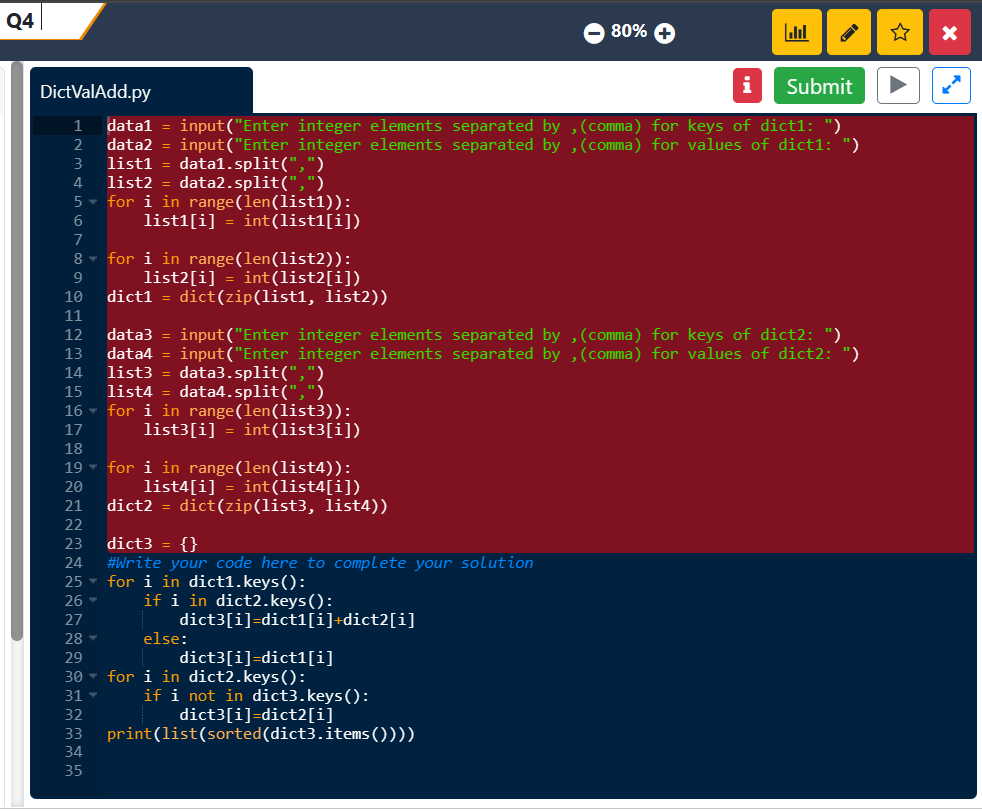 Q4
80%
DictValAdd.py
i
Submit
1 data1 = input("Enter integer elements separated by ,(comma) for keys of dict1: ")
2 data2 = input("Enter integer elements separated by ,(comma) for values of dict1: ")
3 list1 = data1.split(",")
4 list2 = data2.split(",")
5 for i in range(len(list1)):
6     list1[i] = int(list1[i])
7
8 for i in range(len(list2)):
9     list2[i] = int(list2[i])
10 dict1 = dict(zip(list1, list2))
11
12 data3 = input("Enter integer elements separated by ,(comma) for keys of dict2: ")
13 data4 = input("Enter integer elements separated by ,(comma) for values of dict2: ")
14 list3 = data3.split(",")
15 list4 = data4.split(",")
16 for i in range(len(list3)):
17     list3[i] = int(list3[i])
18
19 for i in range(len(list4)):
20     list4[i] = int(list4[i])
21 dict2 = dict(zip(list3, list4))
22
23 dict3 = {}
24 #Write your code here to complete your solution
25 for i in dict1.keys():
26     if i in dict2.keys():
27         dict3[i]=dict1[i]+dict2[i]
28     else:
29         dict3[i]=dict1[i]
30 for i in dict2.keys():
31     if i not in dict3.keys():
32         dict3[i]=dict2[i]
33 print(list(sorted(dict3.items())))
34
35